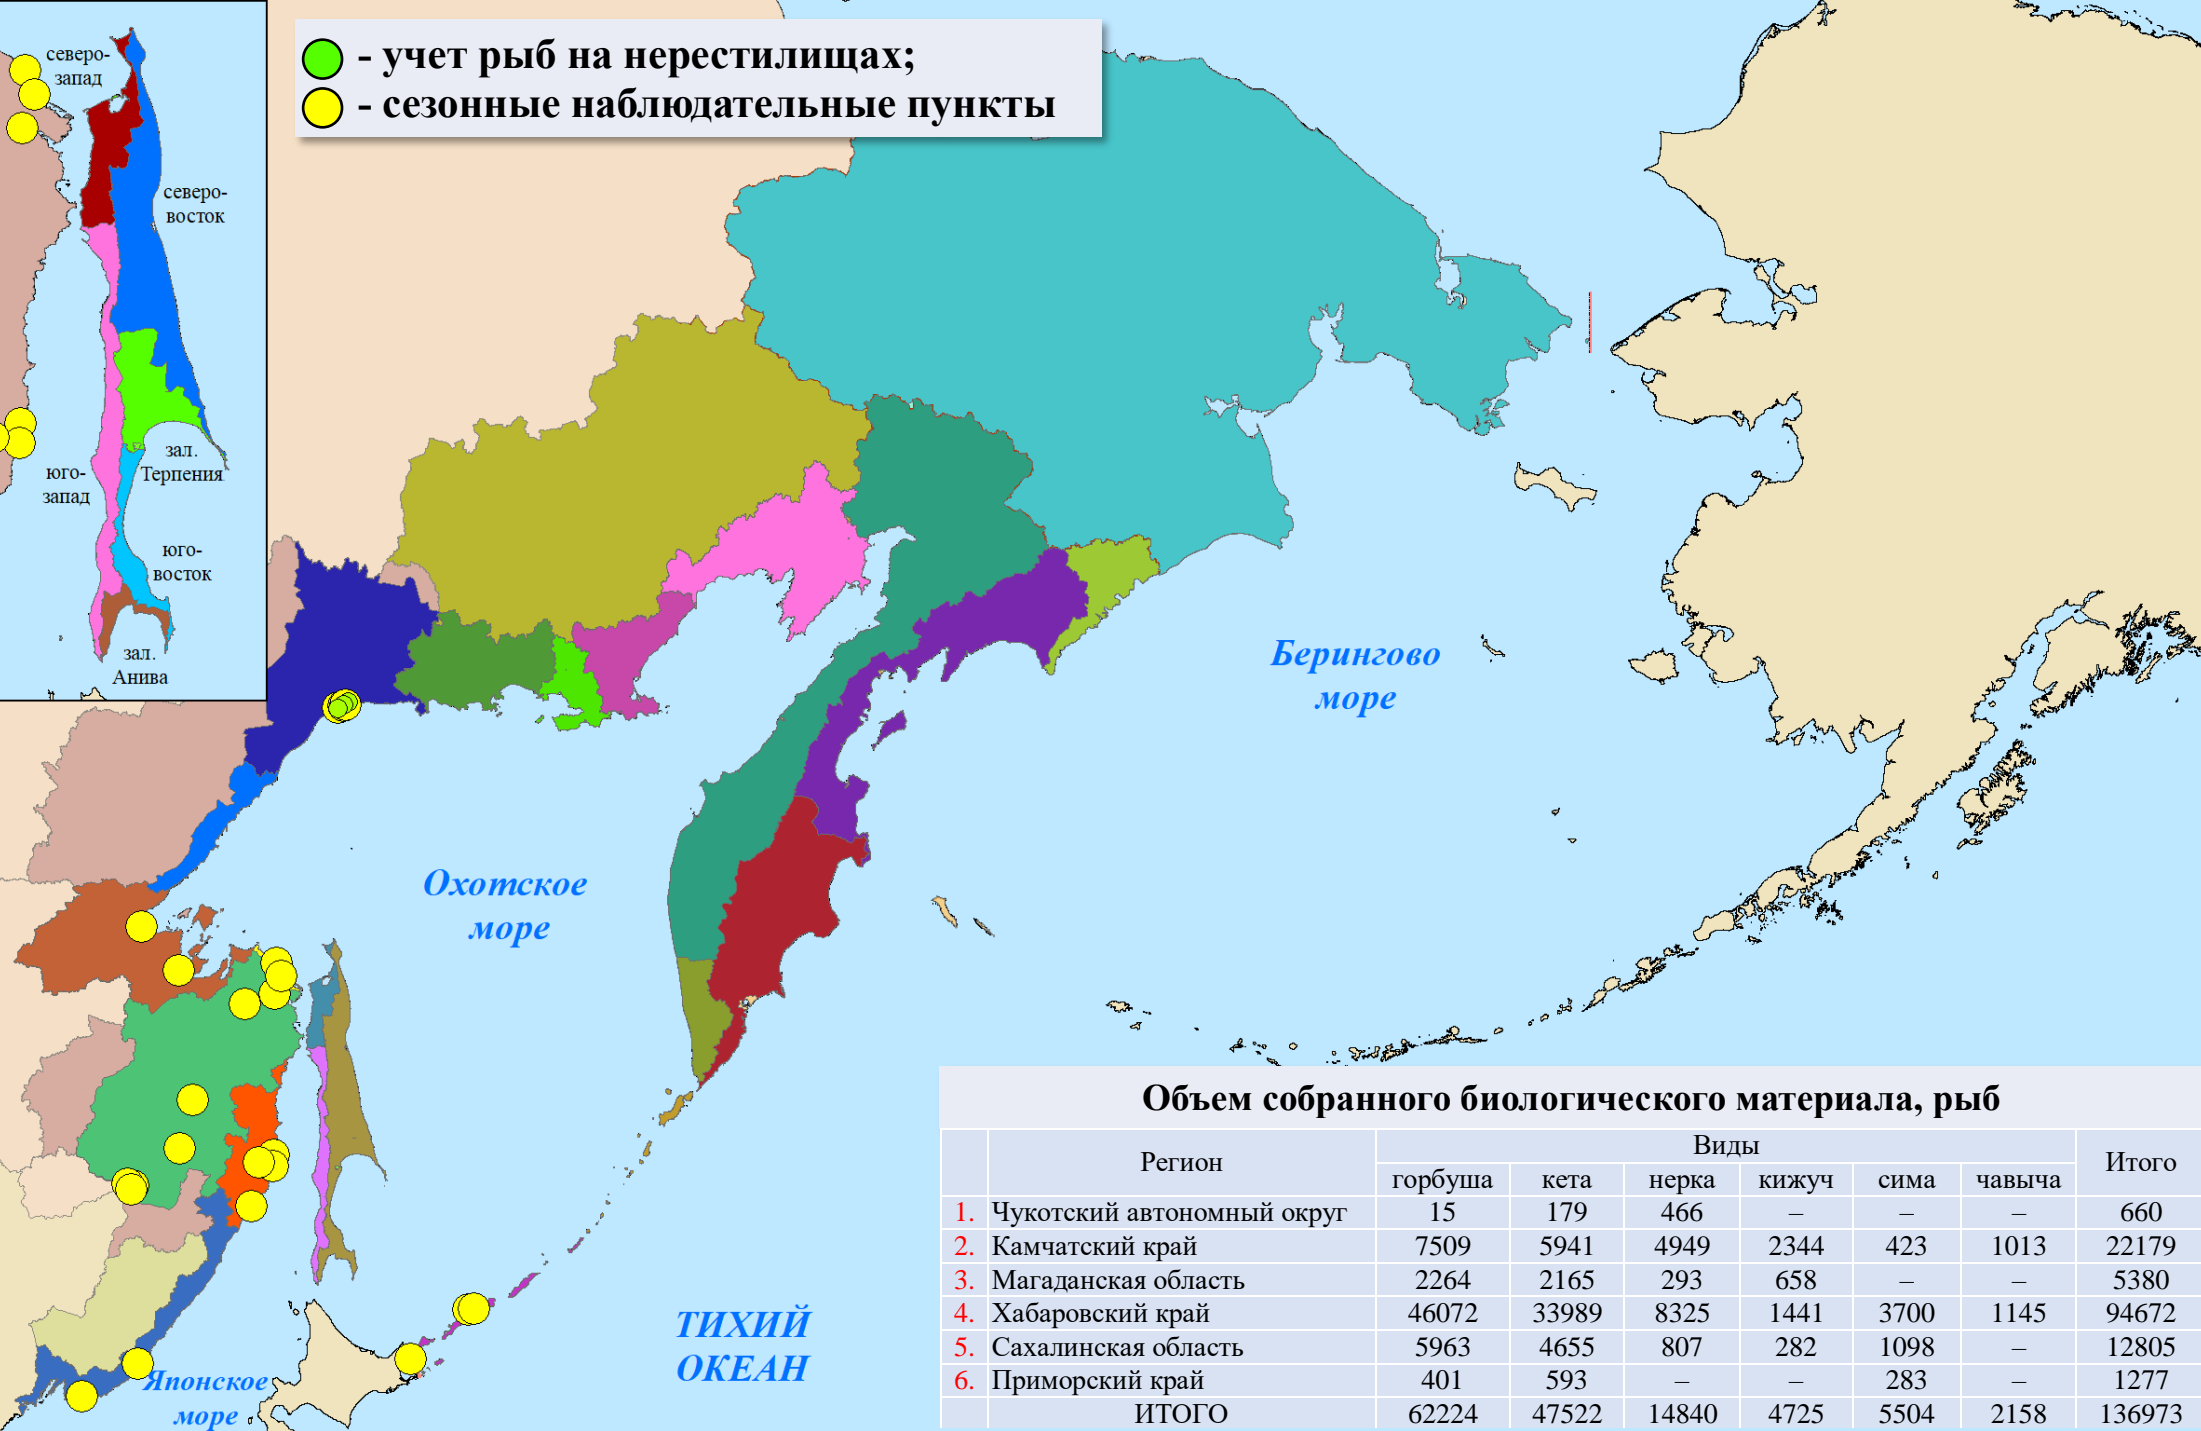 - учет рыб на нерестилищах;
- сезонные наблюдательные пункты
северо-
запад
северо-
восток
зал.
Терпения
юго-
запад
юго-
восток
зал.
Анива
Берингово
море
Охотское
море
ТИХИЙ
ОКЕАН
Японское
море
Объем собранного биологического материала, рыб
Регион Виды Итого
горбуша кета нерка кижуч сима чавыча
1. Чукотский автономный округ 15 179 466 – – – 660
2. Камчатский край 7509 5941 4949 2344 423 1013 22179
3. Магаданская область 2264 2165 293 658 – – 5380
4. Хабаровский край 46072 33989 8325 1441 3700 1145 94672
5. Сахалинская область 5963 4655 807 282 1098 – 12805
6. Приморский край 401 593 – – 283 – 1277
ИТОГО 62224 47522 14840 4725 5504 2158 136973